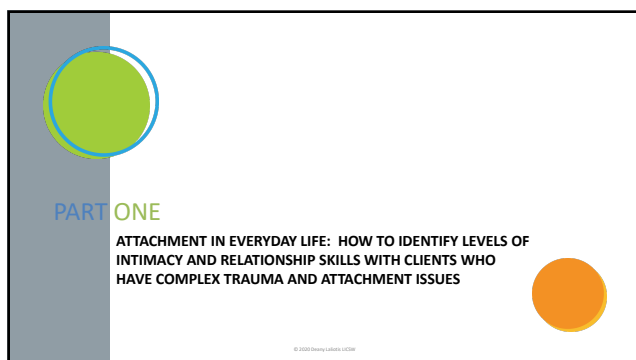 PART ONE
ATTACHMENT IN EVERYDAY LIFE: HOW TO IDENTIFY LEVELS OF
INTIMACY AND RELATIONSHIP SKILLS WITH CLIENTS WHO
HAVE COMPLEX TRAUMA AND ATTACHMENT ISSUES
© 2020